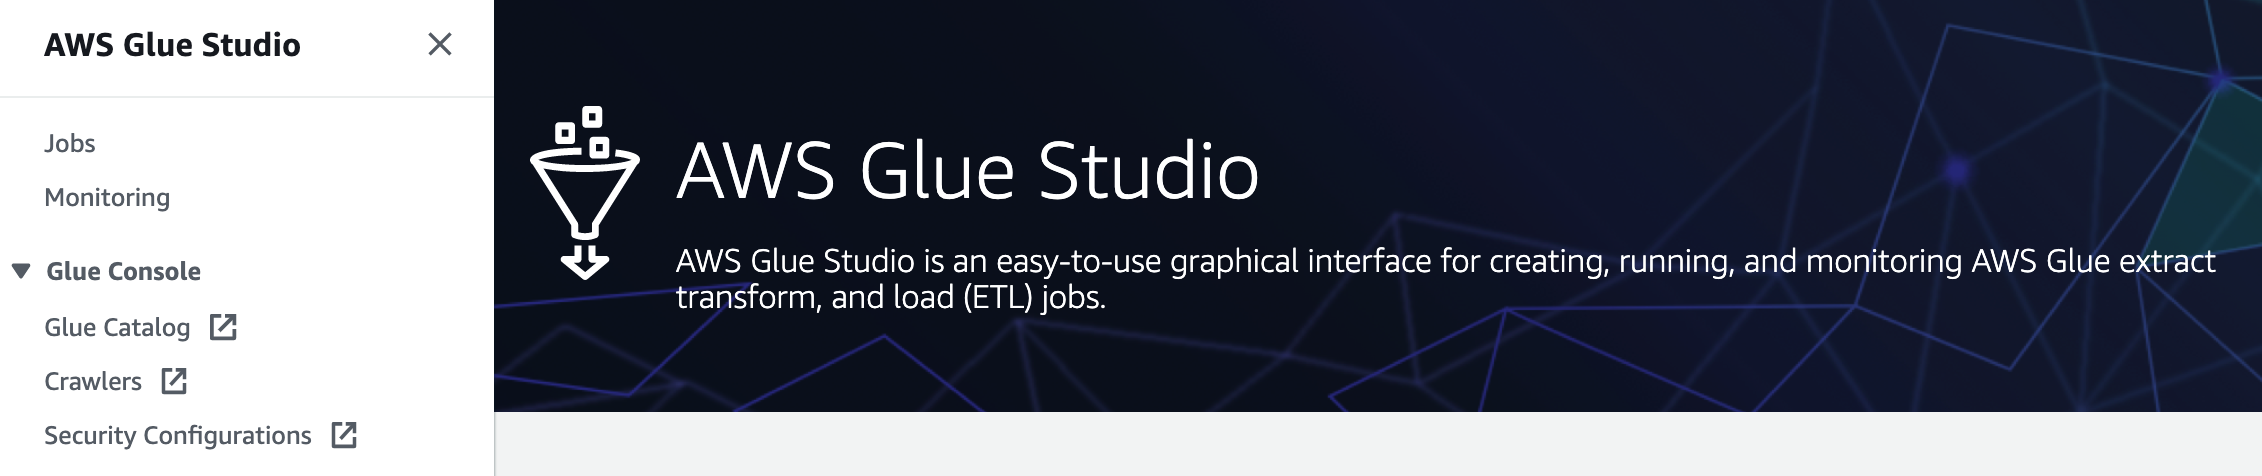 AWS Glue Studio
Jobs
Monitoring
Glue Console
Glue Catalog
Crawlers
Security Configurations
AWS Glue Studio
AWS Glue Studio is an easy-to-use graphical interface for creating, running, and monitoring AWS Glue extract
transform, and load (ETL) jobs.